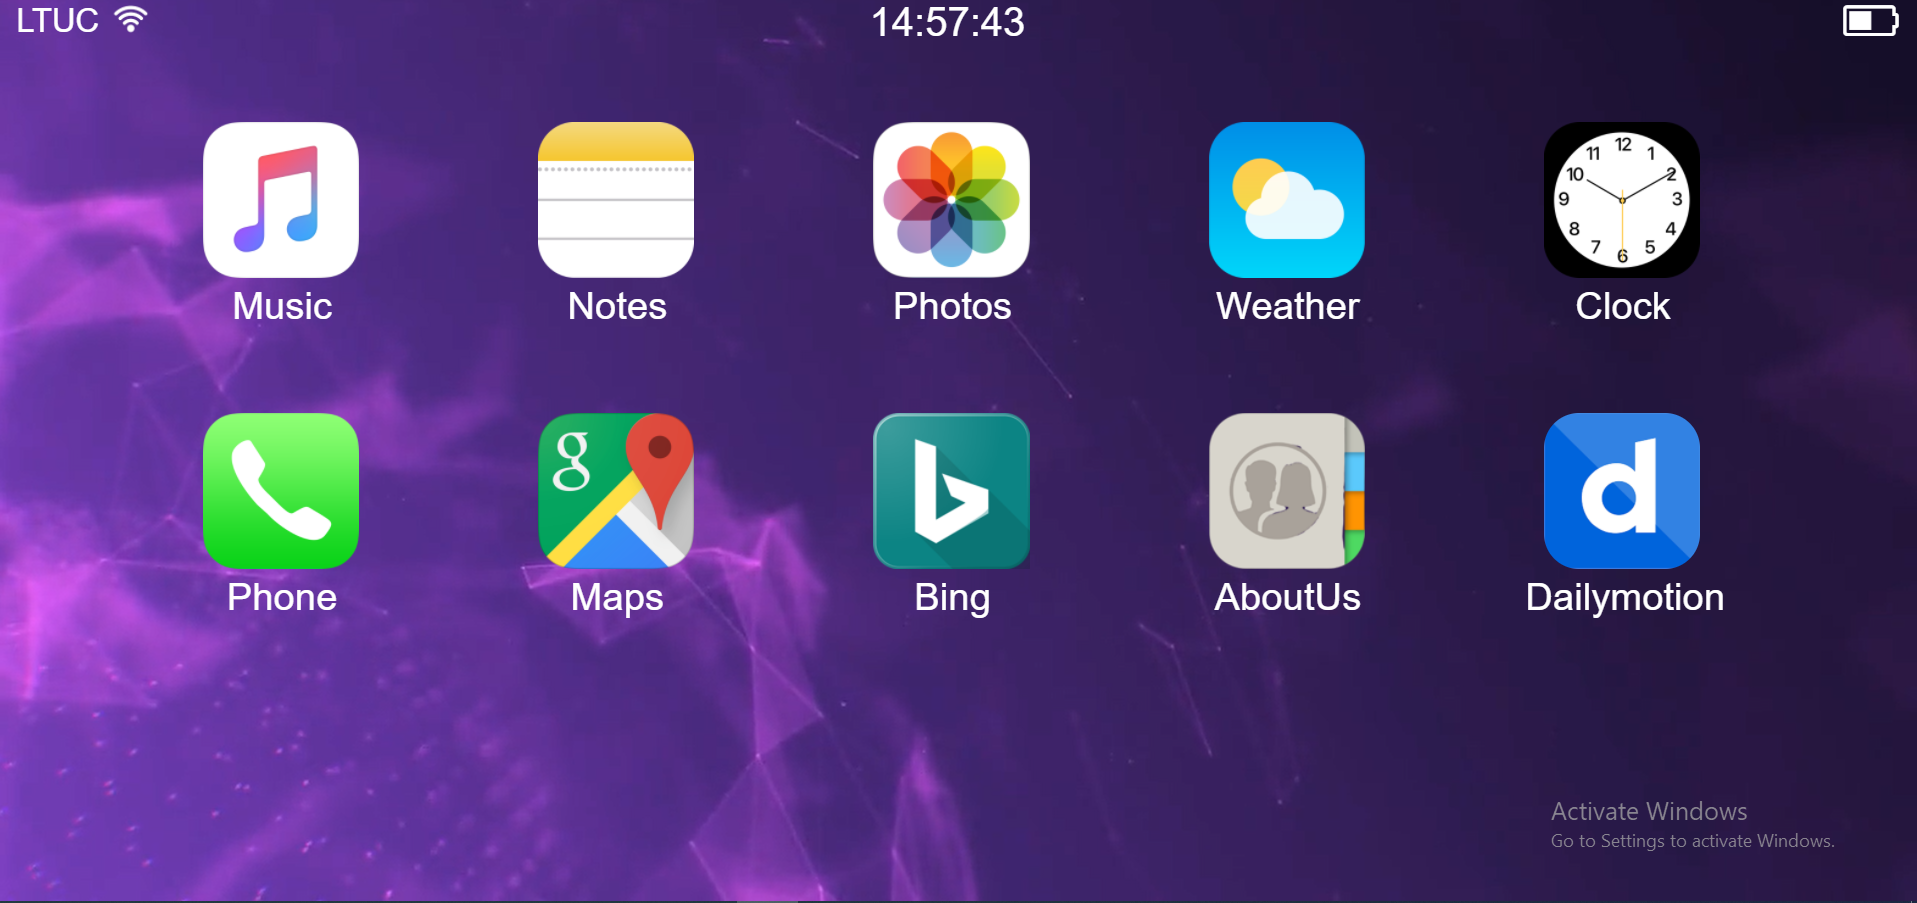 LTUC 14:57:43
12
11 1
10 2
9 3
8 4
7 5
6
Music Notes Photos Weather Clock
g
b
d
Phone Maps Bing AboutUs Dailymotion
Activate Windows
Go to Settings to activate Windows.